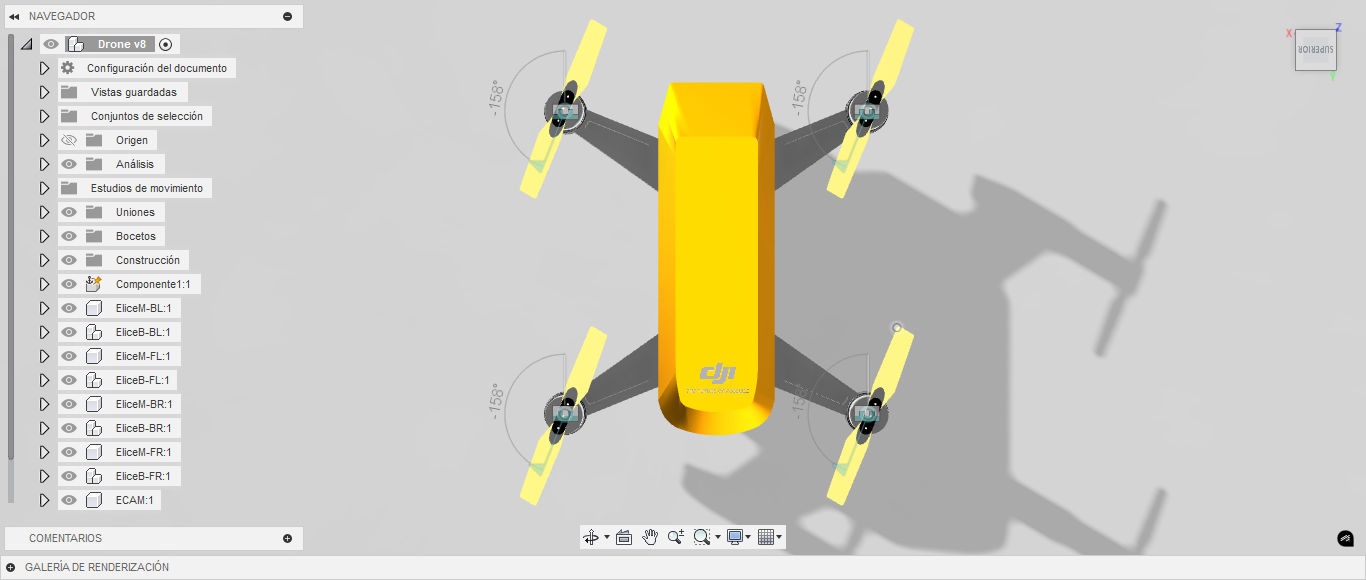 NAVEGADOR
Drone v8
Configuración del documento
Vistas guardadas
Conjuntos de selección
Origen
Análisis
Estudios de movimiento
Uniones
Bocetos
Construcción
Componente1:1
EliceM-BL:1
EliceB-BL:1
EliceM-FL:1
EliceB-FL:1
EliceM-BR:1
EliceB-BR:1
EliceM-FR:1
EliceB-FR:1
ECAM:1
COMENTARIOS
GALERÍA DE RENDERIZACIÓN
-158°
-158°
-158°
-158°
dji
X
Z
SUPERIOR
Y